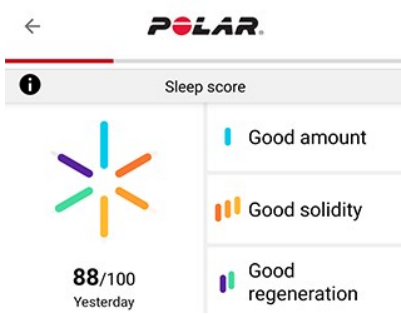 POLAR.
Sleep score
Good amount
Good solidity
Good
regeneration
88/100
Yesterday